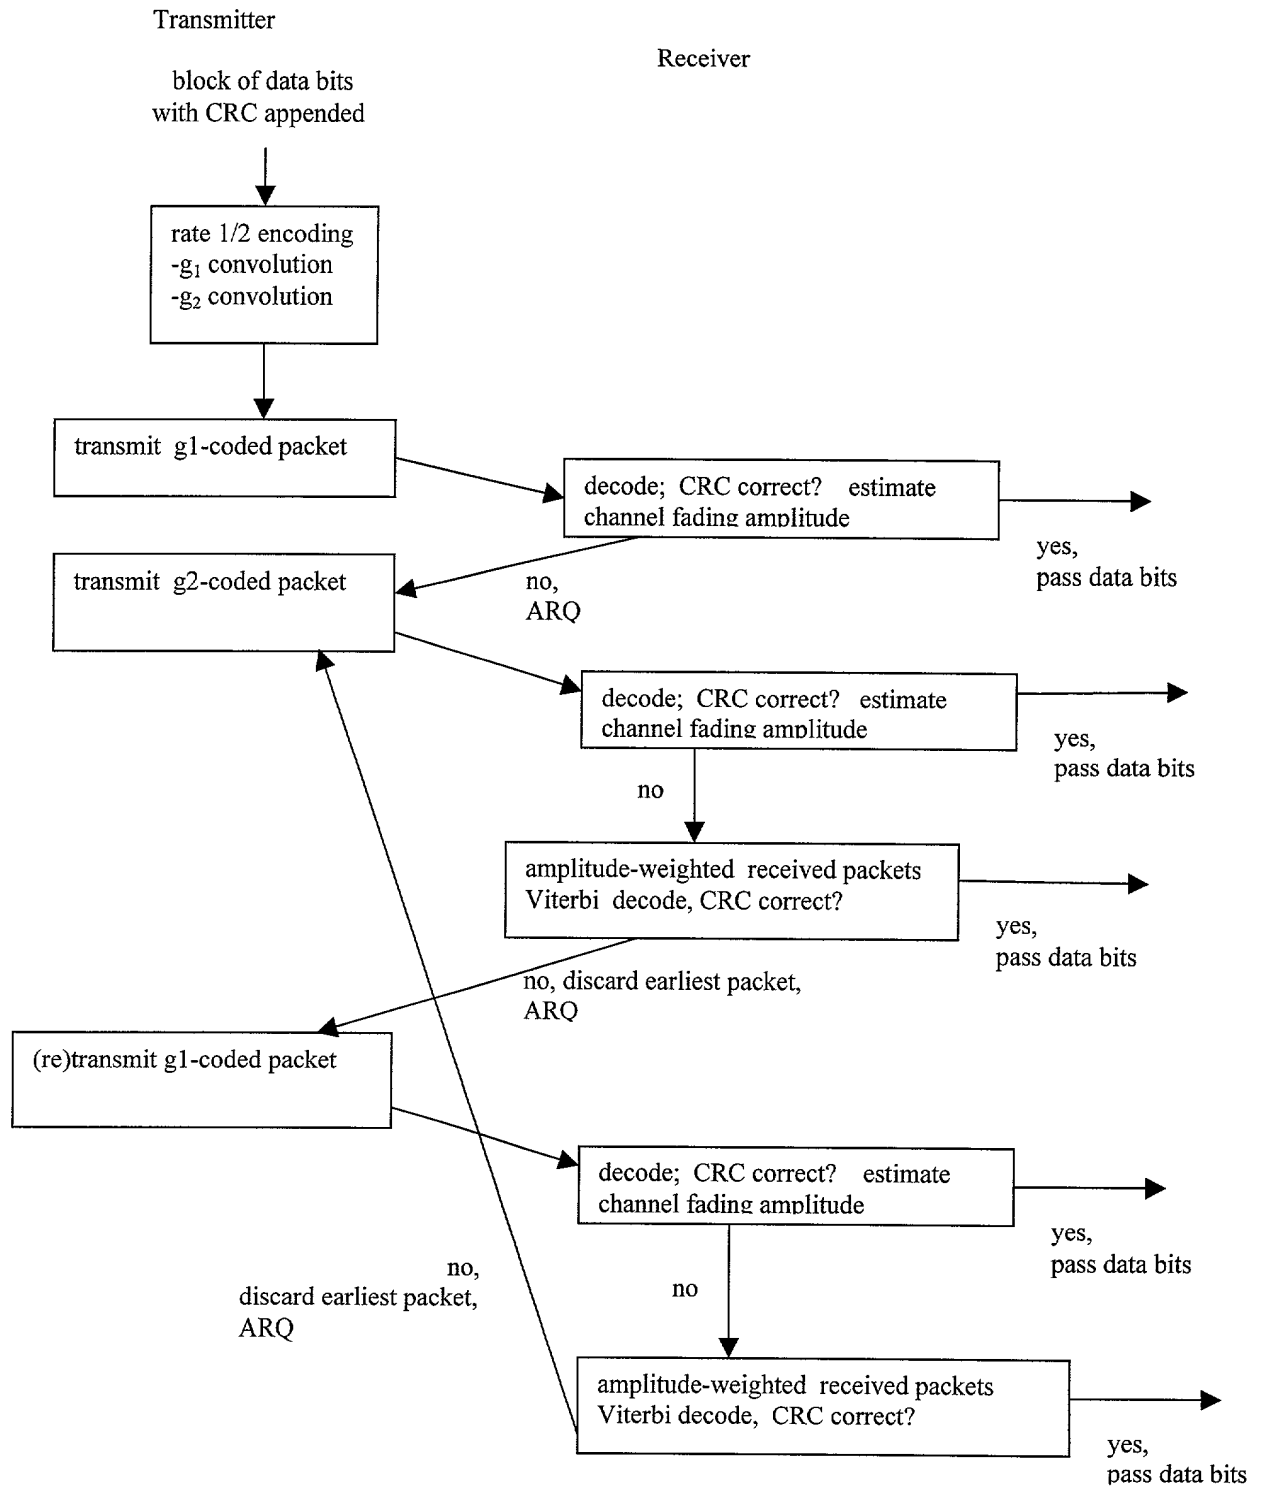 Transmitter
Receiver
block of data bits
with CRC appended
rate 1/2 encoding
-g₁ convolution
-g₂ convolution
transmit g1-coded packet
decode; CRC correct? estimate
channel fading amplitude
yes,
pass data bits
no,
ARQ
transmit g2-coded packet
decode; CRC correct? estimate
channel fading amplitude
yes,
pass data bits
no
amplitude-weighted received packets
Viterbi decode, CRC correct?
yes,
pass data bits
no, discard earliest packet,
ARQ
(re)transmit g1-coded packet
decode; CRC correct? estimate
channel fading amplitude
yes,
pass data bits
no
no,
discard earliest packet,
ARQ
amplitude-weighted received packets
Viterbi decode, CRC correct?
yes,
pass data bits